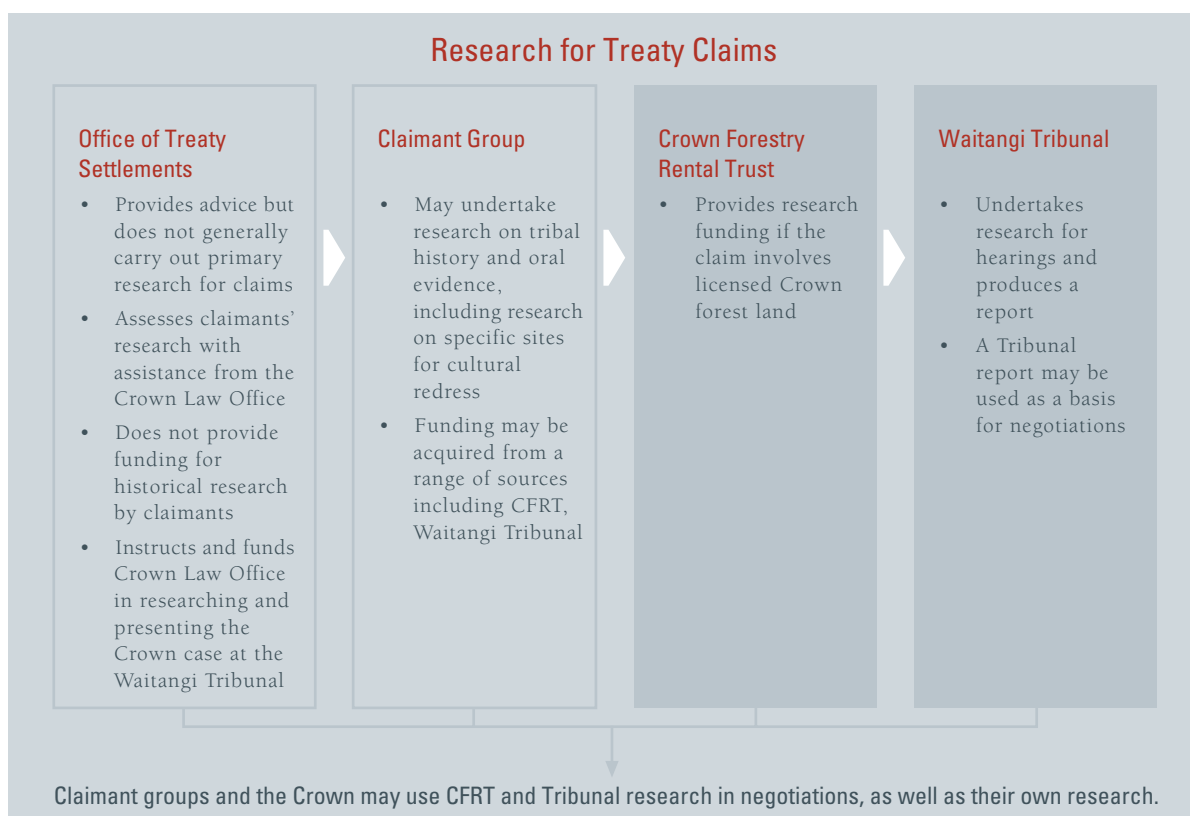 Research for Treaty Claims
Office of Treaty
Settlements
• Provides advice but
does not generally
carry out primary
research for claims
• Assesses claimants’
research with
assistance from the
Crown Law Office
• Does not provide
funding for
historical research
by claimants
• Instructs and funds
Crown Law Office
in researching and
presenting the
Crown case at the
Waitangi Tribunal
Claimant Group
• May undertake
research on tribal
history and oral
evidence,
including research
on specific sites
for cultural
redress
• Funding may be
acquired from a
range of sources
including CFRT,
Waitangi Tribunal
Crown Forestry
Rental Trust
• Provides research
funding if the
claim involves
licensed Crown
forest land
Waitangi Tribunal
• Undertakes
research for
hearings and
produces a
report
• A Tribunal
report may be
used as a basis
for negotiations
Claimant groups and the Crown may use CFRT and Tribunal research in negotiations, as well as their own research.